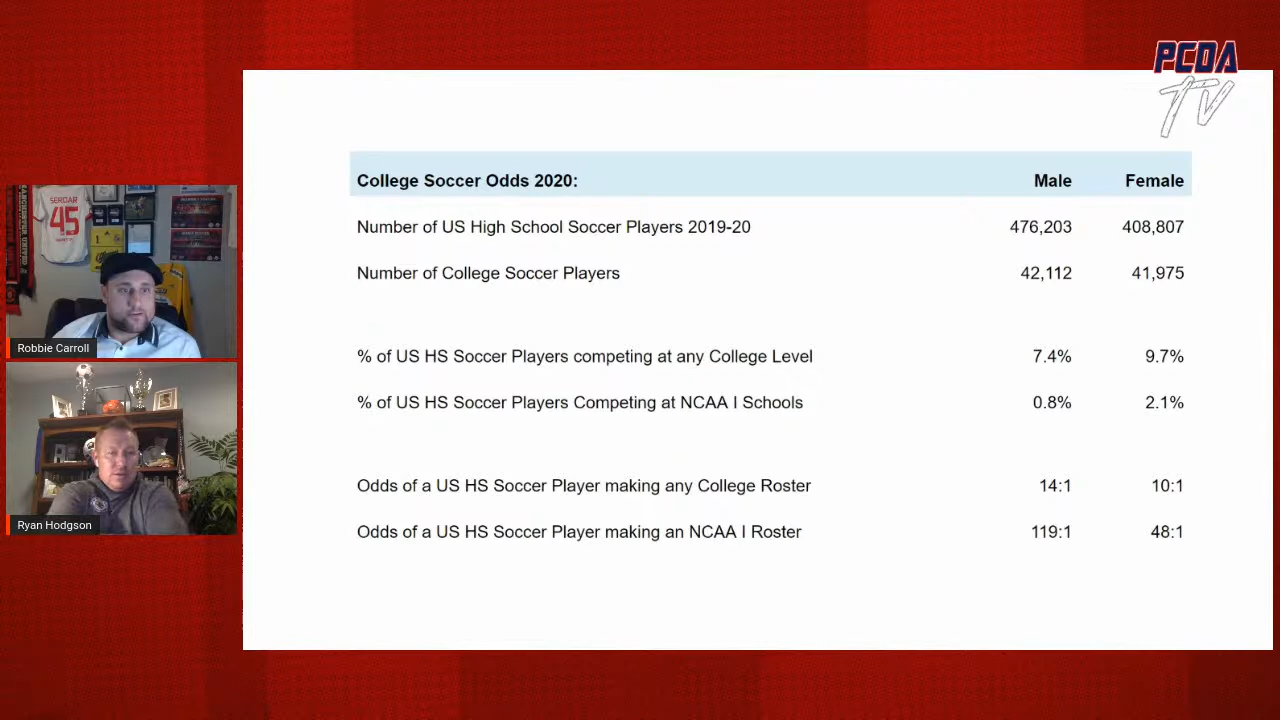 PCDA
TV
College Soccer Odds 2020: Male Female
Number of US High School Soccer Players 2019-20 476,203 408,807
Number of College Soccer Players 42,112 41,975
% of US HS Soccer Players competing at any College Level 7.4% 9.7%
% of US HS Soccer Players Competing at NCAA I Schools 0.8% 2.1%
Odds of a US HS Soccer Player making any College Roster 14:1 10:1
Odds of a US HS Soccer Player making an NCAA I Roster 119:1 48:1
SERDAR
45
Robbie Carroll
Ryan Hodgson